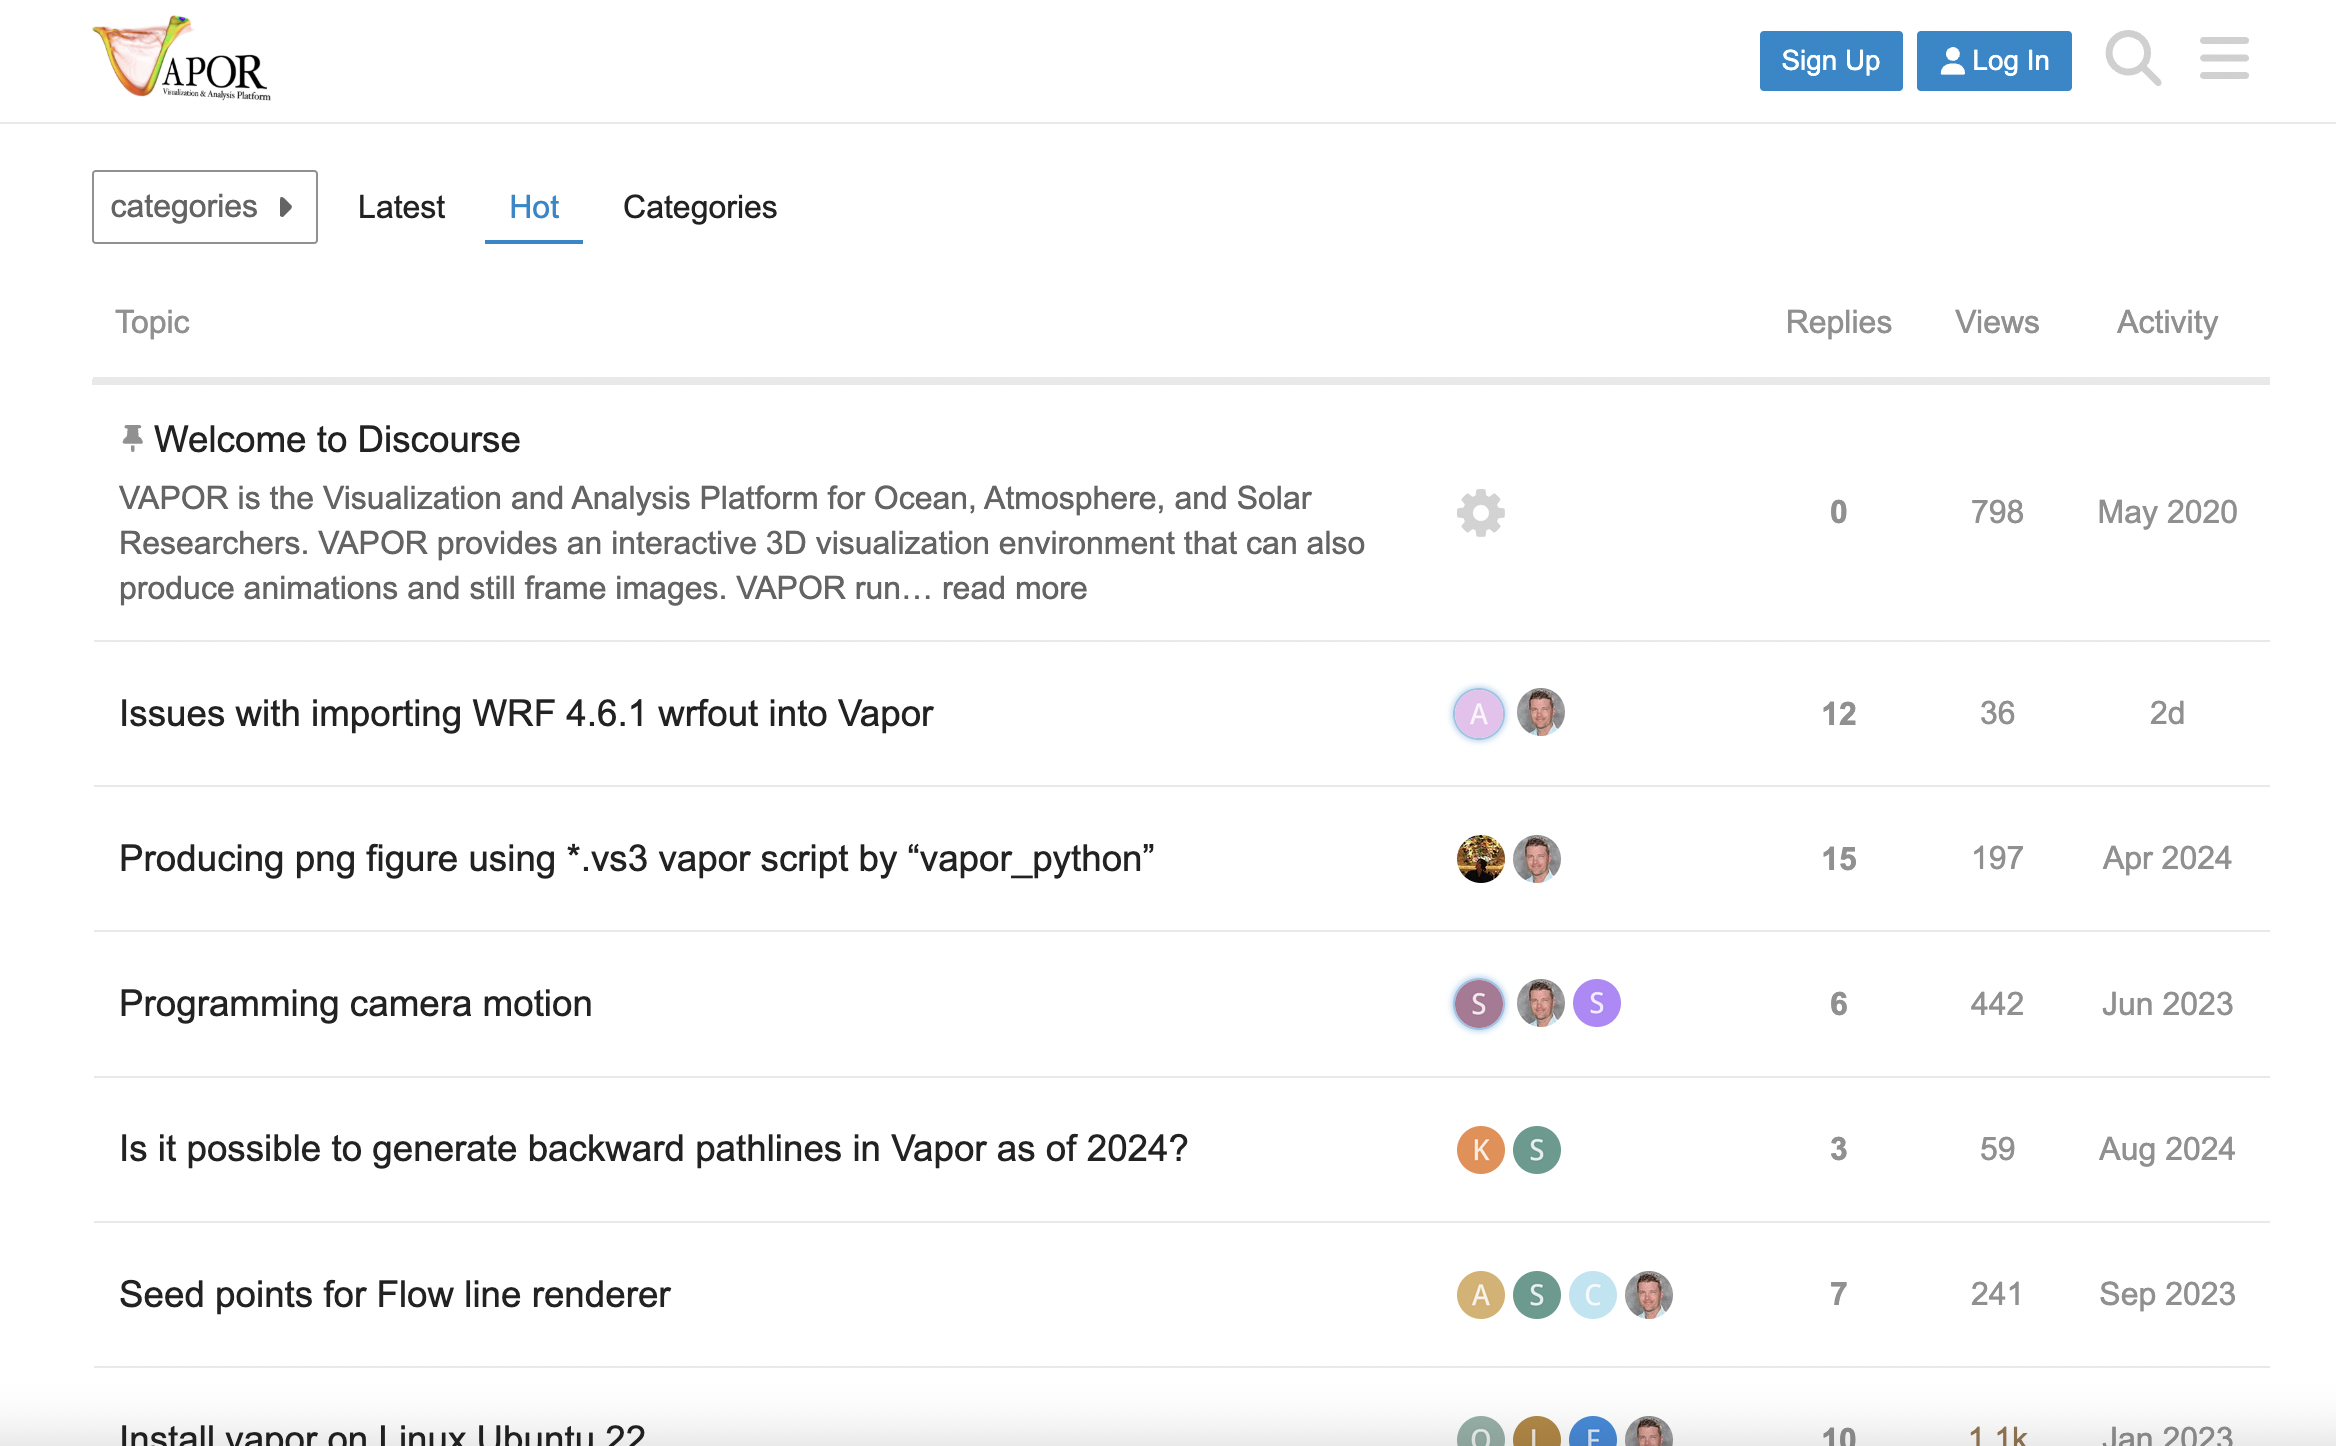 VAPOR
Visualization & Analysis Platform
Sign Up
Log In
categories
Latest
Hot
Categories
Topic
Replies
Views
Activity
Welcome to Discourse
VAPOR is the Visualization and Analysis Platform for Ocean, Atmosphere, and Solar
Researchers. VAPOR provides an interactive 3D visualization environment that can also
produce animations and still frame images. VAPOR run… read more
0
798
May 2020
Issues with importing WRF 4.6.1 wrfout into Vapor
A
12
36
2d
Producing png figure using *.vs3 vapor script by “vapor_python”
15
197
Apr 2024
Programming camera motion
S
S
6
442
Jun 2023
Is it possible to generate backward pathlines in Vapor as of 2024?
K
S
3
59
Aug 2024
Seed points for Flow line renderer
A
S
C
7
241
Sep 2023
Install vapor on Linux Ubuntu 22
10
1.1k
Jan 2023